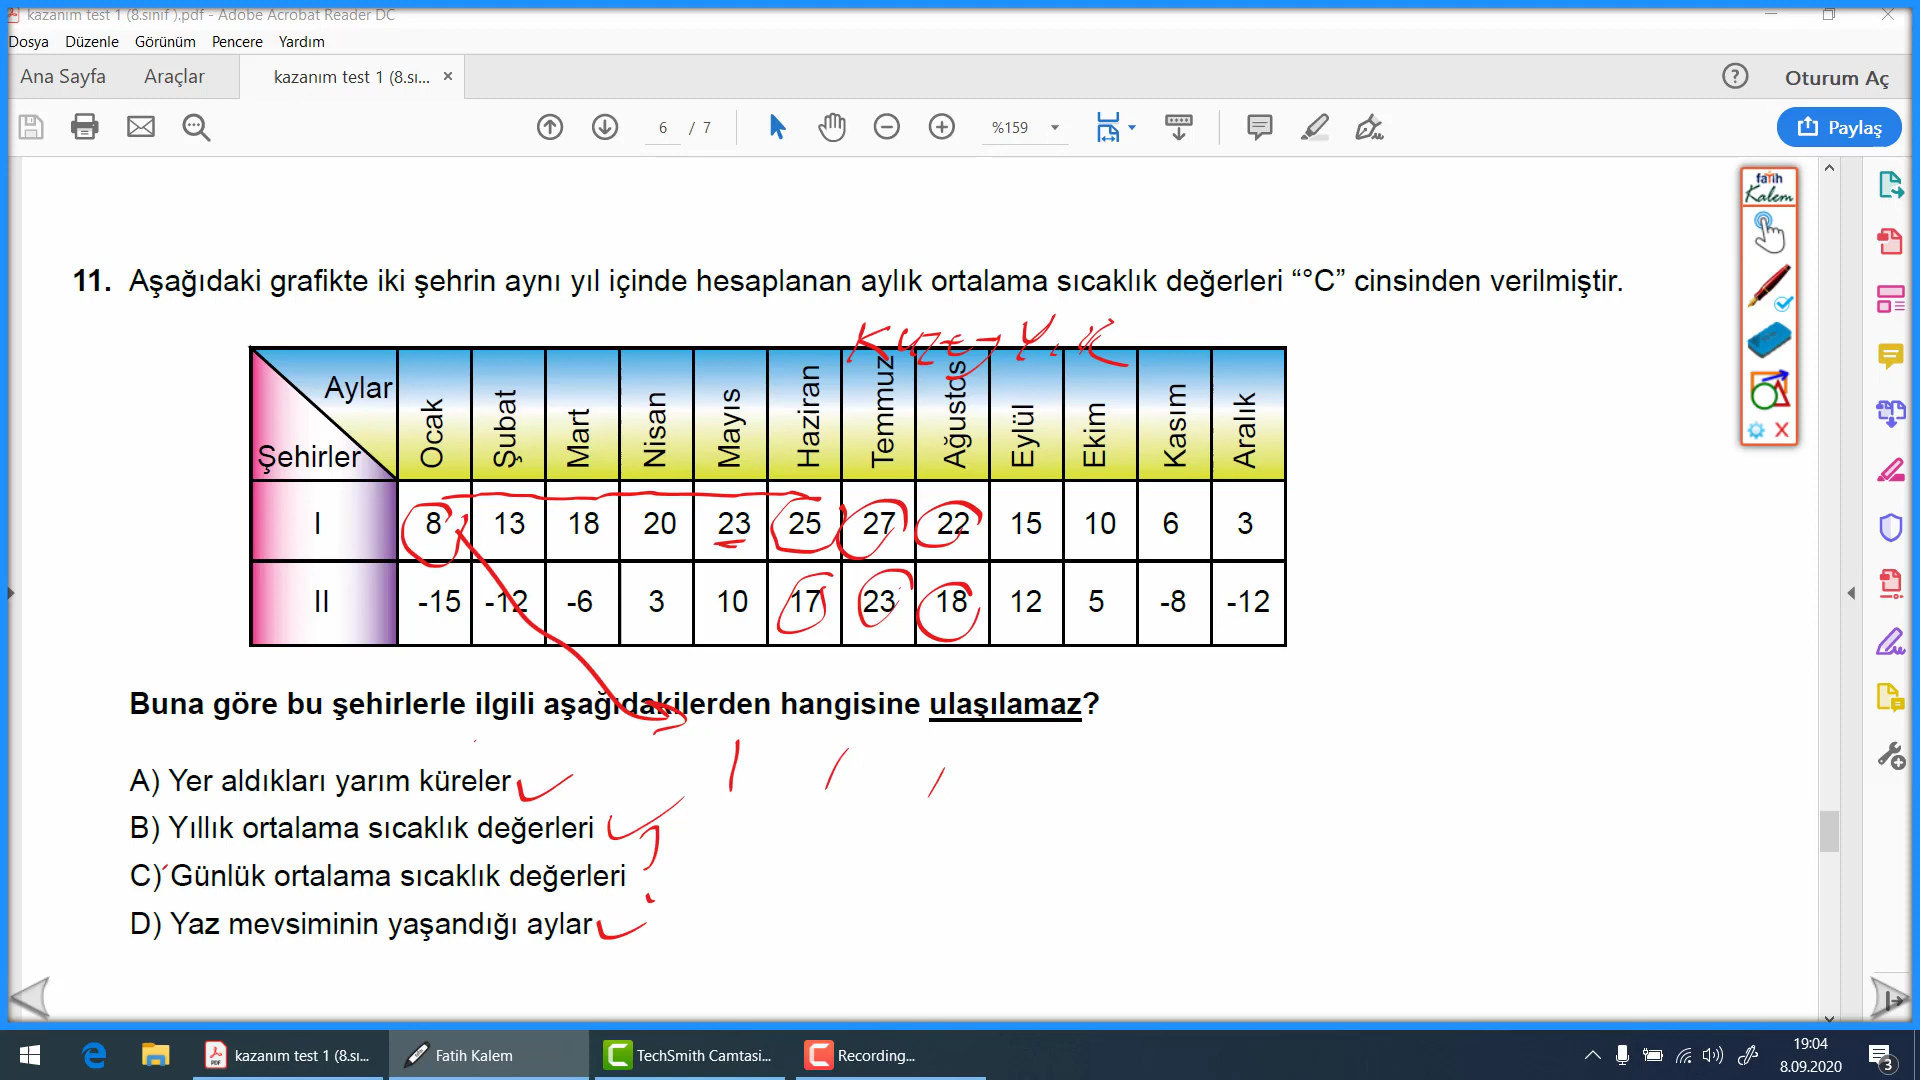 kazanım test 1 (8.sınıf ).pdf - Adobe Acrobat Reader DC
Dosya Düzenle Görünüm Pencere Yardım
Ana Sayfa Araçlar kazanım test 1 (8.sı... × Oturum Aç
6 / 7 %159 Paylaş
fatih
Kalem
11. Aşağıdaki grafikte iki şehrin aynı yıl içinde hesaplanan aylık ortalama sıcaklık değerleri “°C” cinsinden verilmiştir.
Kuzey Y. K
Aylar Ocak Şubat Mart Nisan Mayıs Haziran Temmuz Ağustos Eylül Ekim Kasım Aralık
Şehirler
I 8 13 18 20 23 25 27 22 15 10 6 3
II -15 -12 -6 3 10 17 23 18 12 5 -8 -12
Buna göre bu şehirlerle ilgili aşağıdakilerden hangisine ulaşılamaz?
A) Yer aldıkları yarım küreler
B) Yıllık ortalama sıcaklık değerleri
C) Günlük ortalama sıcaklık değerleri
D) Yaz mevsiminin yaşandığı aylar
kazanım test 1 (8.sı... Fatih Kalem TechSmith Camtasi... Recording...
19:04
8.09.2020
3